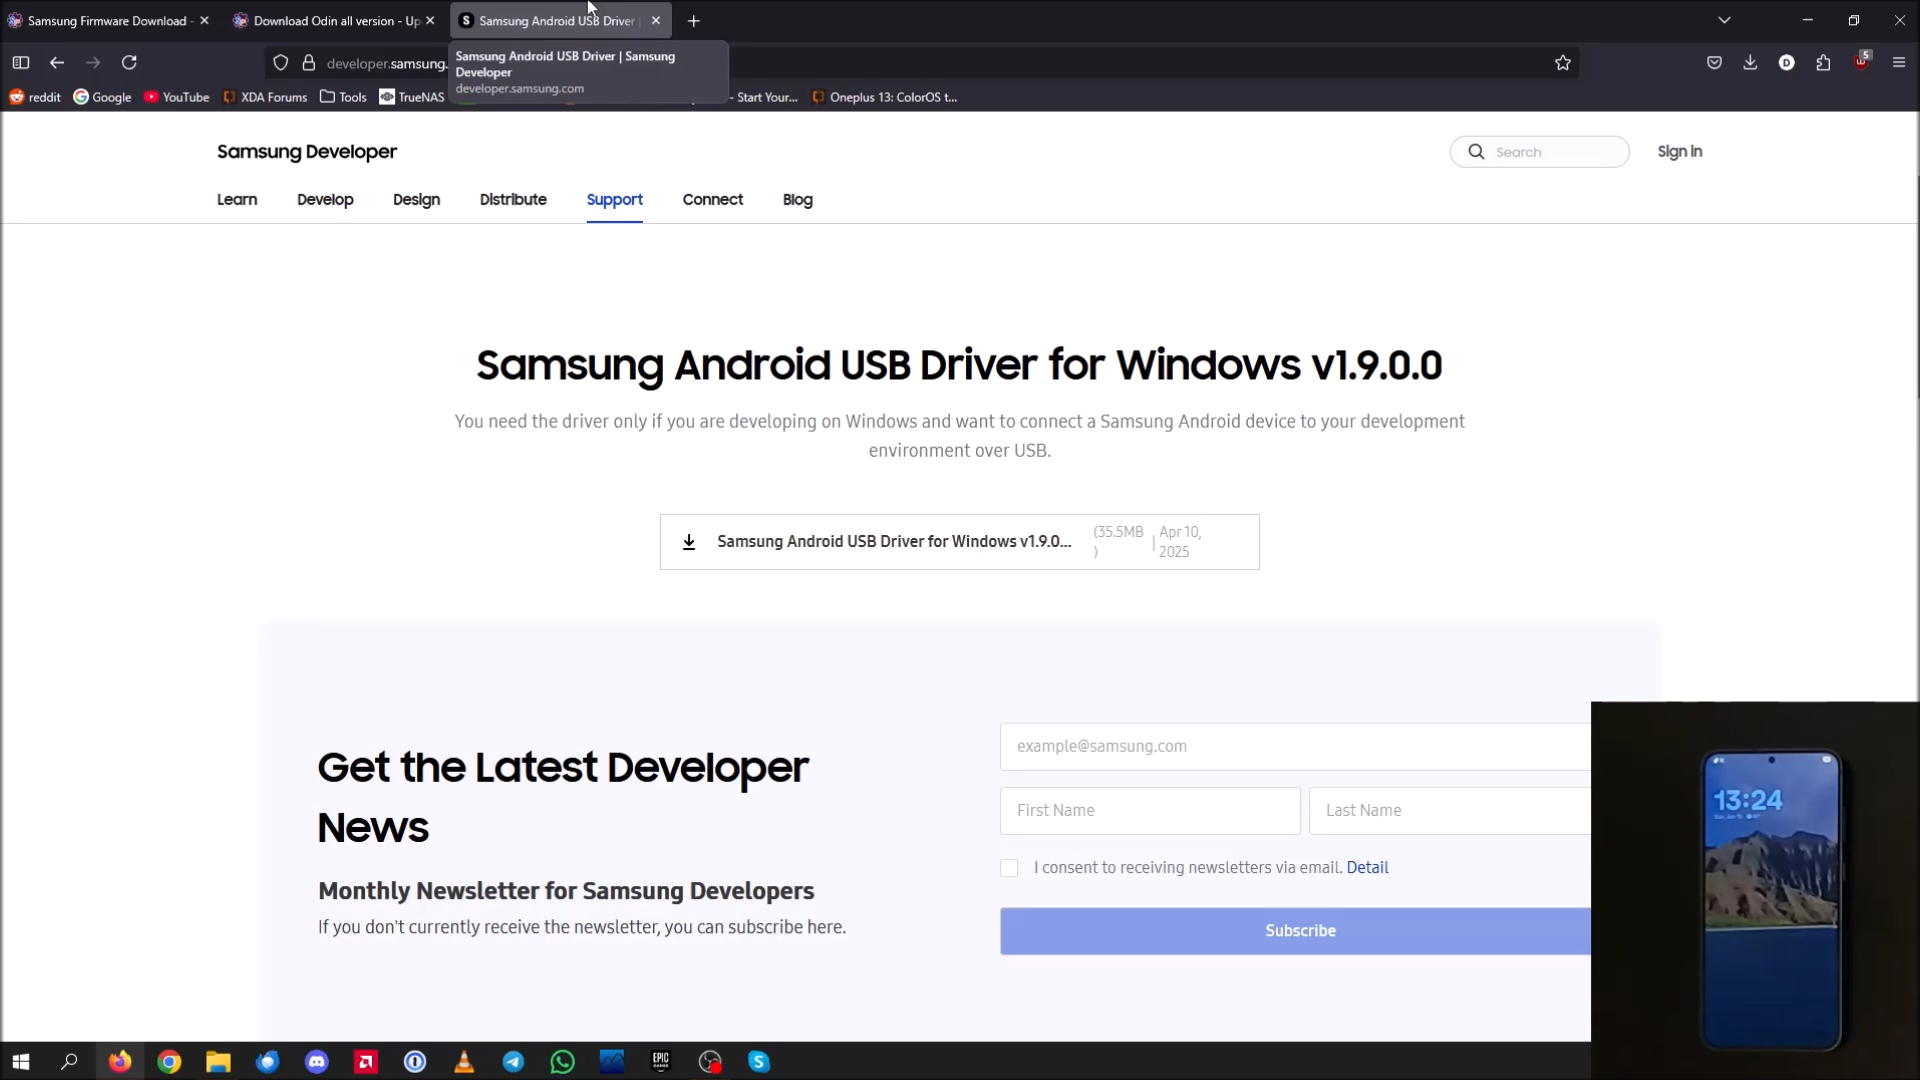 Samsung Firmware Download -
Download Odin all version - Up
Samsung Android USB Driver
Samsung Android USB Driver | Samsung
Developer
developer.samsung.com
developer.samsung.
5
reddit
Google
YouTube
XDA Forums
Tools
TrueNAS
- Start Your...
Oneplus 13: ColorOS t...
Samsung Developer
Search
Sign in
Learn
Develop
Design
Distribute
Support
Connect
Blog
Samsung Android USB Driver for Windows v1.9.0.0
You need the driver only if you are developing on Windows and want to connect a Samsung Android device to your development
environment over USB.
Samsung Android USB Driver for Windows v1.9.0...
(35.5MB
)
| Apr 10,
2025
Get the Latest Developer
News
Monthly Newsletter for Samsung Developers
If you don't currently receive the newsletter, you can subscribe here.
example@samsung.com
First Name
Last Name
I consent to receiving newsletters via email. Detail
Subscribe
13:24
EPIC
GAMES